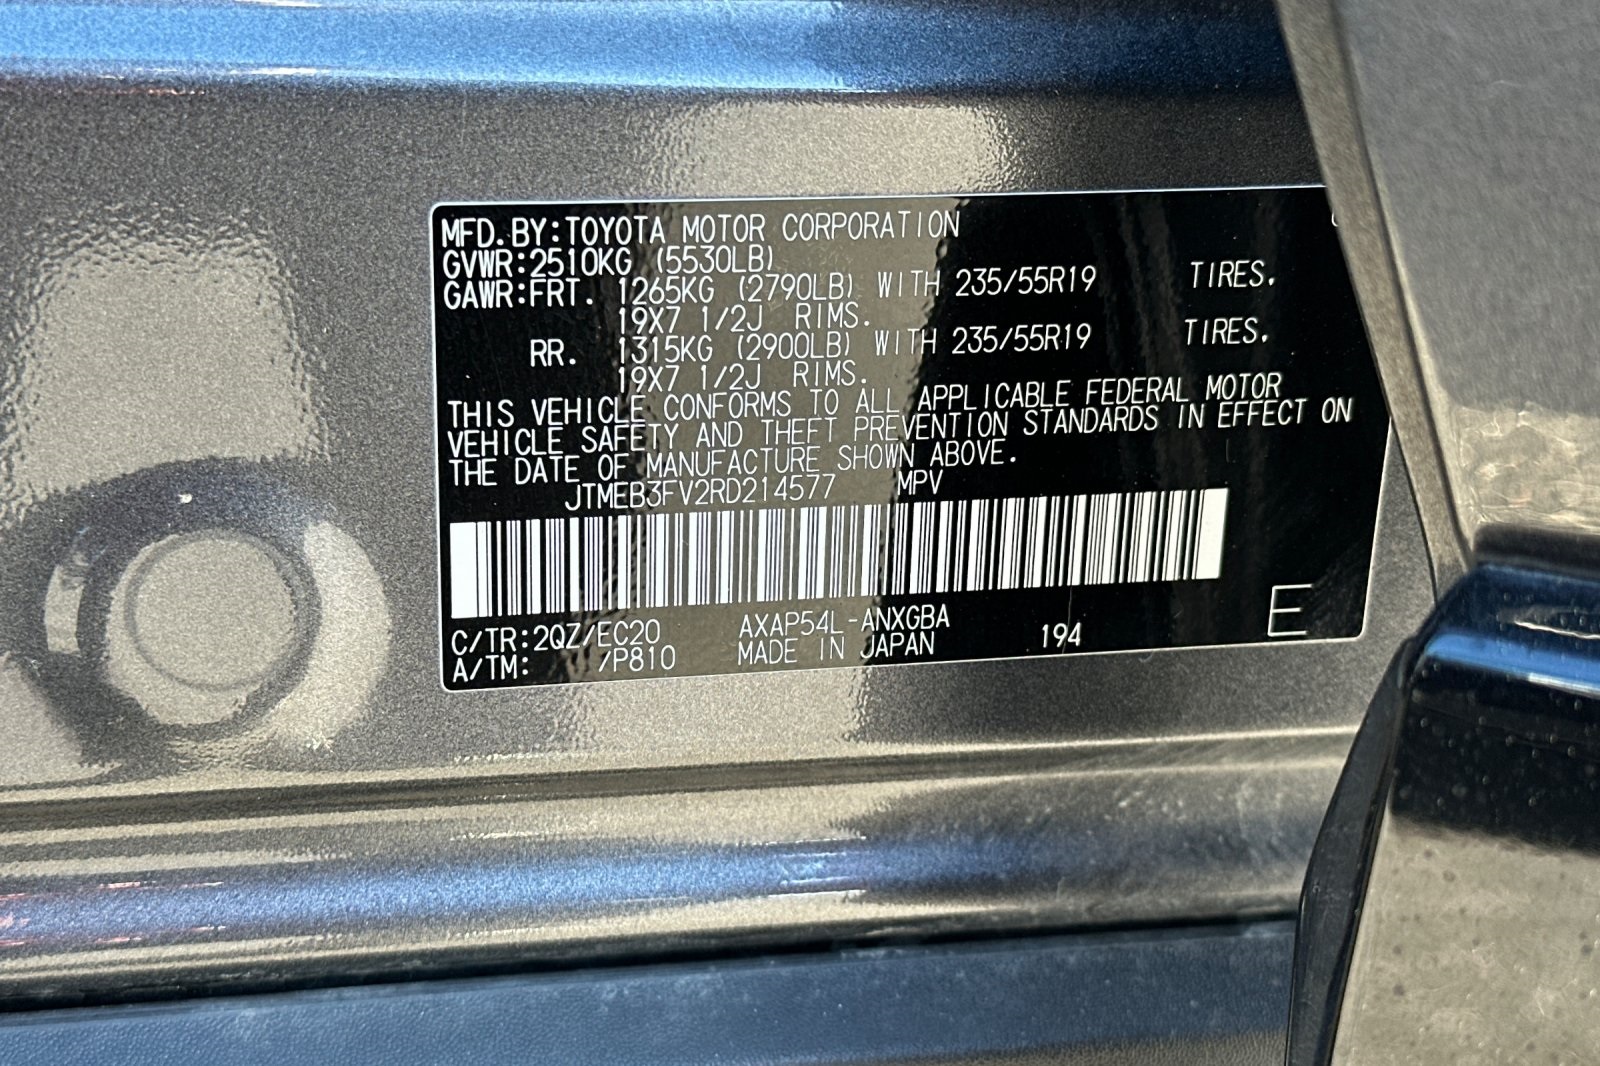 MFD. BY:TOYOTA MOTOR CORPORATION
GVWR:2510KG (5530LB)
GAWR:FRT. 1265KG (2790LB) WITH 235/55R19 TIRES.
19X7 1/2J RIMS.
RR. 1315KG (2900LB) WITH 235/55R19 TIRES.
19X7 1/2J RIMS.
THIS VEHICLE CONFORMS TO ALL APPLICABLE FEDERAL MOTOR
VEHICLE SAFETY AND THEFT PREVENTION STANDARDS IN EFFECT ON
THE DATE OF MANUFACTURE SHOWN ABOVE.
JTMEB3FV2RD214577 MPV
C/TR:2QZ/EC20 AXAP54L-ANXGBA
A/TM: /P810 MADE IN JAPAN 194 E